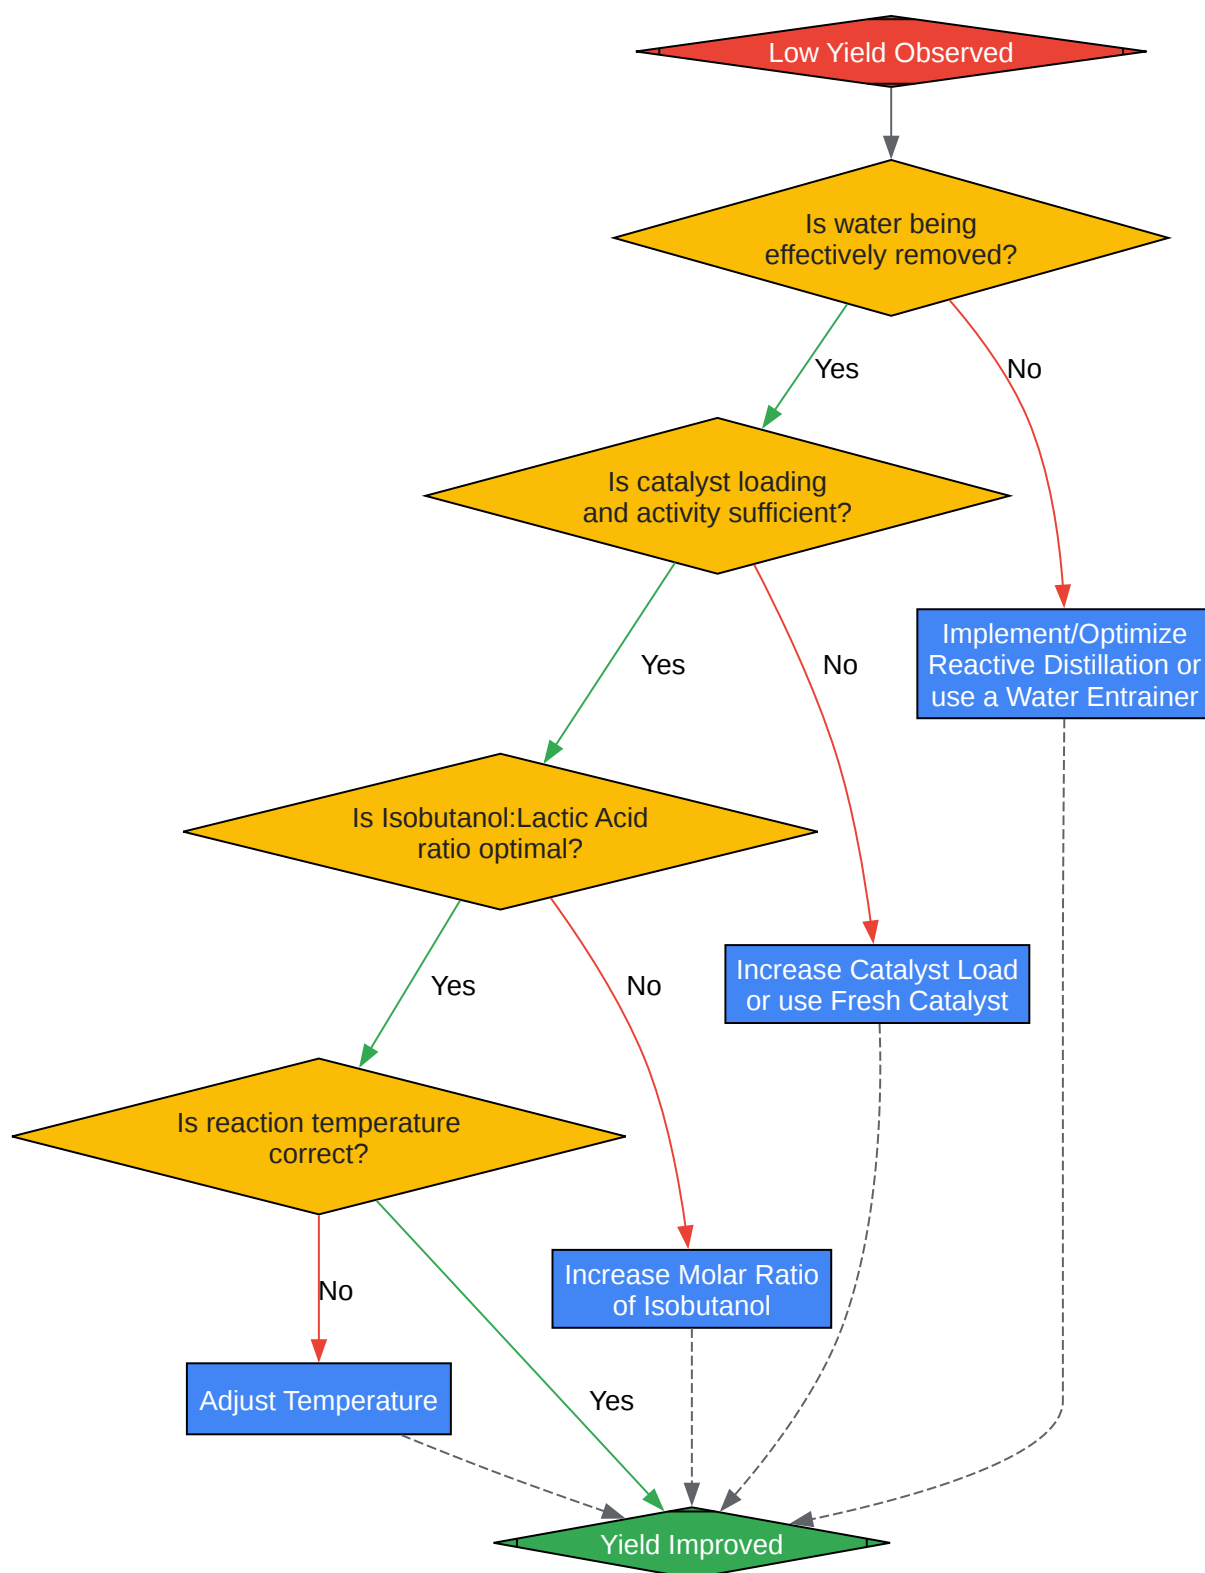 Low Yield Observed
Is water being
effectively removed?
Yes
No
Is catalyst loading
and activity sufficient?
Yes
No
Implement/Optimize
Reactive Distillation or
use a Water Entrainer
Is Isobutanol:Lactic Acid
ratio optimal?
Yes
No
Increase Catalyst Load
or use Fresh Catalyst
Is reaction temperature
correct?
No
Yes
Increase Molar Ratio
of Isobutanol
Adjust Temperature
Yield Improved